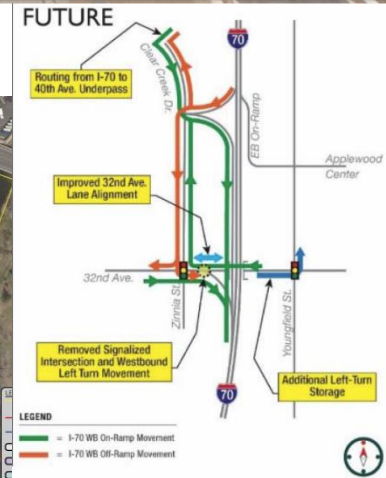 FUTURE
70
Clear Creek Dr.
Routing from I-70 to
40th Ave. Underpass
EB On-Ramp
Applewood
Center
Improved 32nd Ave.
Lane Alignment
32nd Ave.
Zinnia St.
Youngfield St.
Removed Signalized
Intersection and Westbound
Left Turn Movement
Additional Left-Turn
Storage
70
LEGEND
= I-70 WB On-Ramp Movement
= I-70 WB Off-Ramp Movement